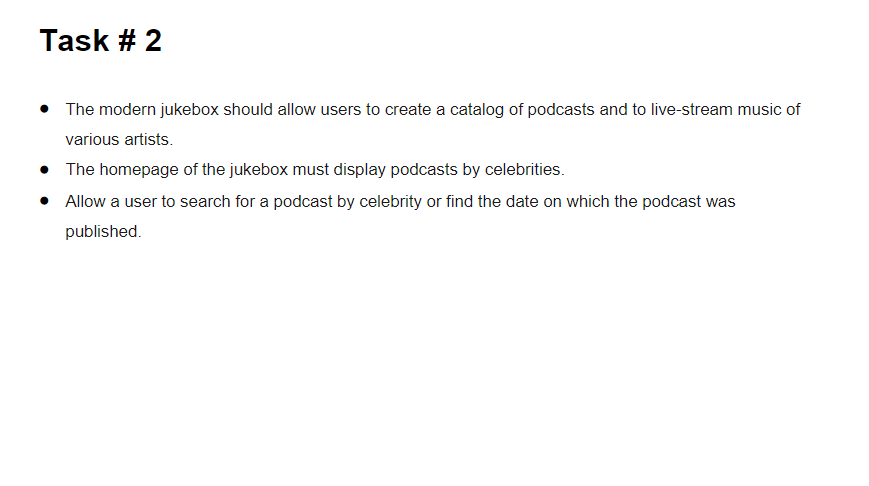 Task # 2
● The modern jukebox should allow users to create a catalog of podcasts and to live-stream music of
various artists.
● The homepage of the jukebox must display podcasts by celebrities.
● Allow a user to search for a podcast by celebrity or find the date on which the podcast was
published.